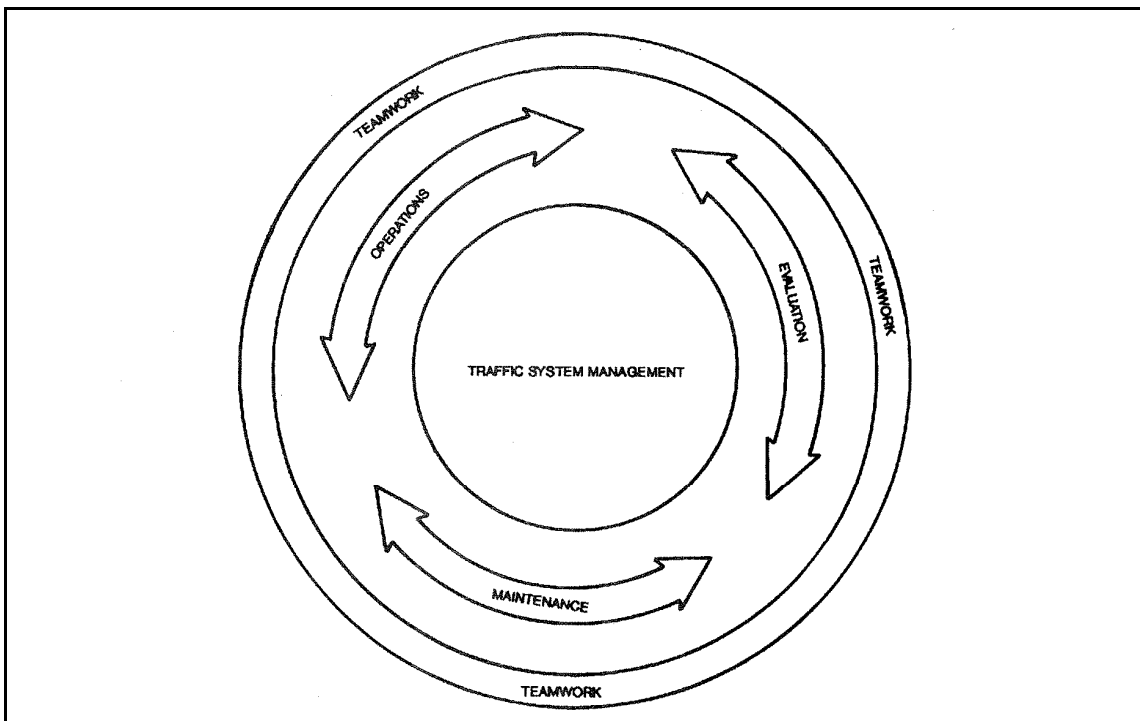 TEAMWORK
OPERATIONS
EVALUATION
TEAMWORK
TRAFFIC SYSTEM MANAGEMENT
MAINTENANCE
TEAMWORK